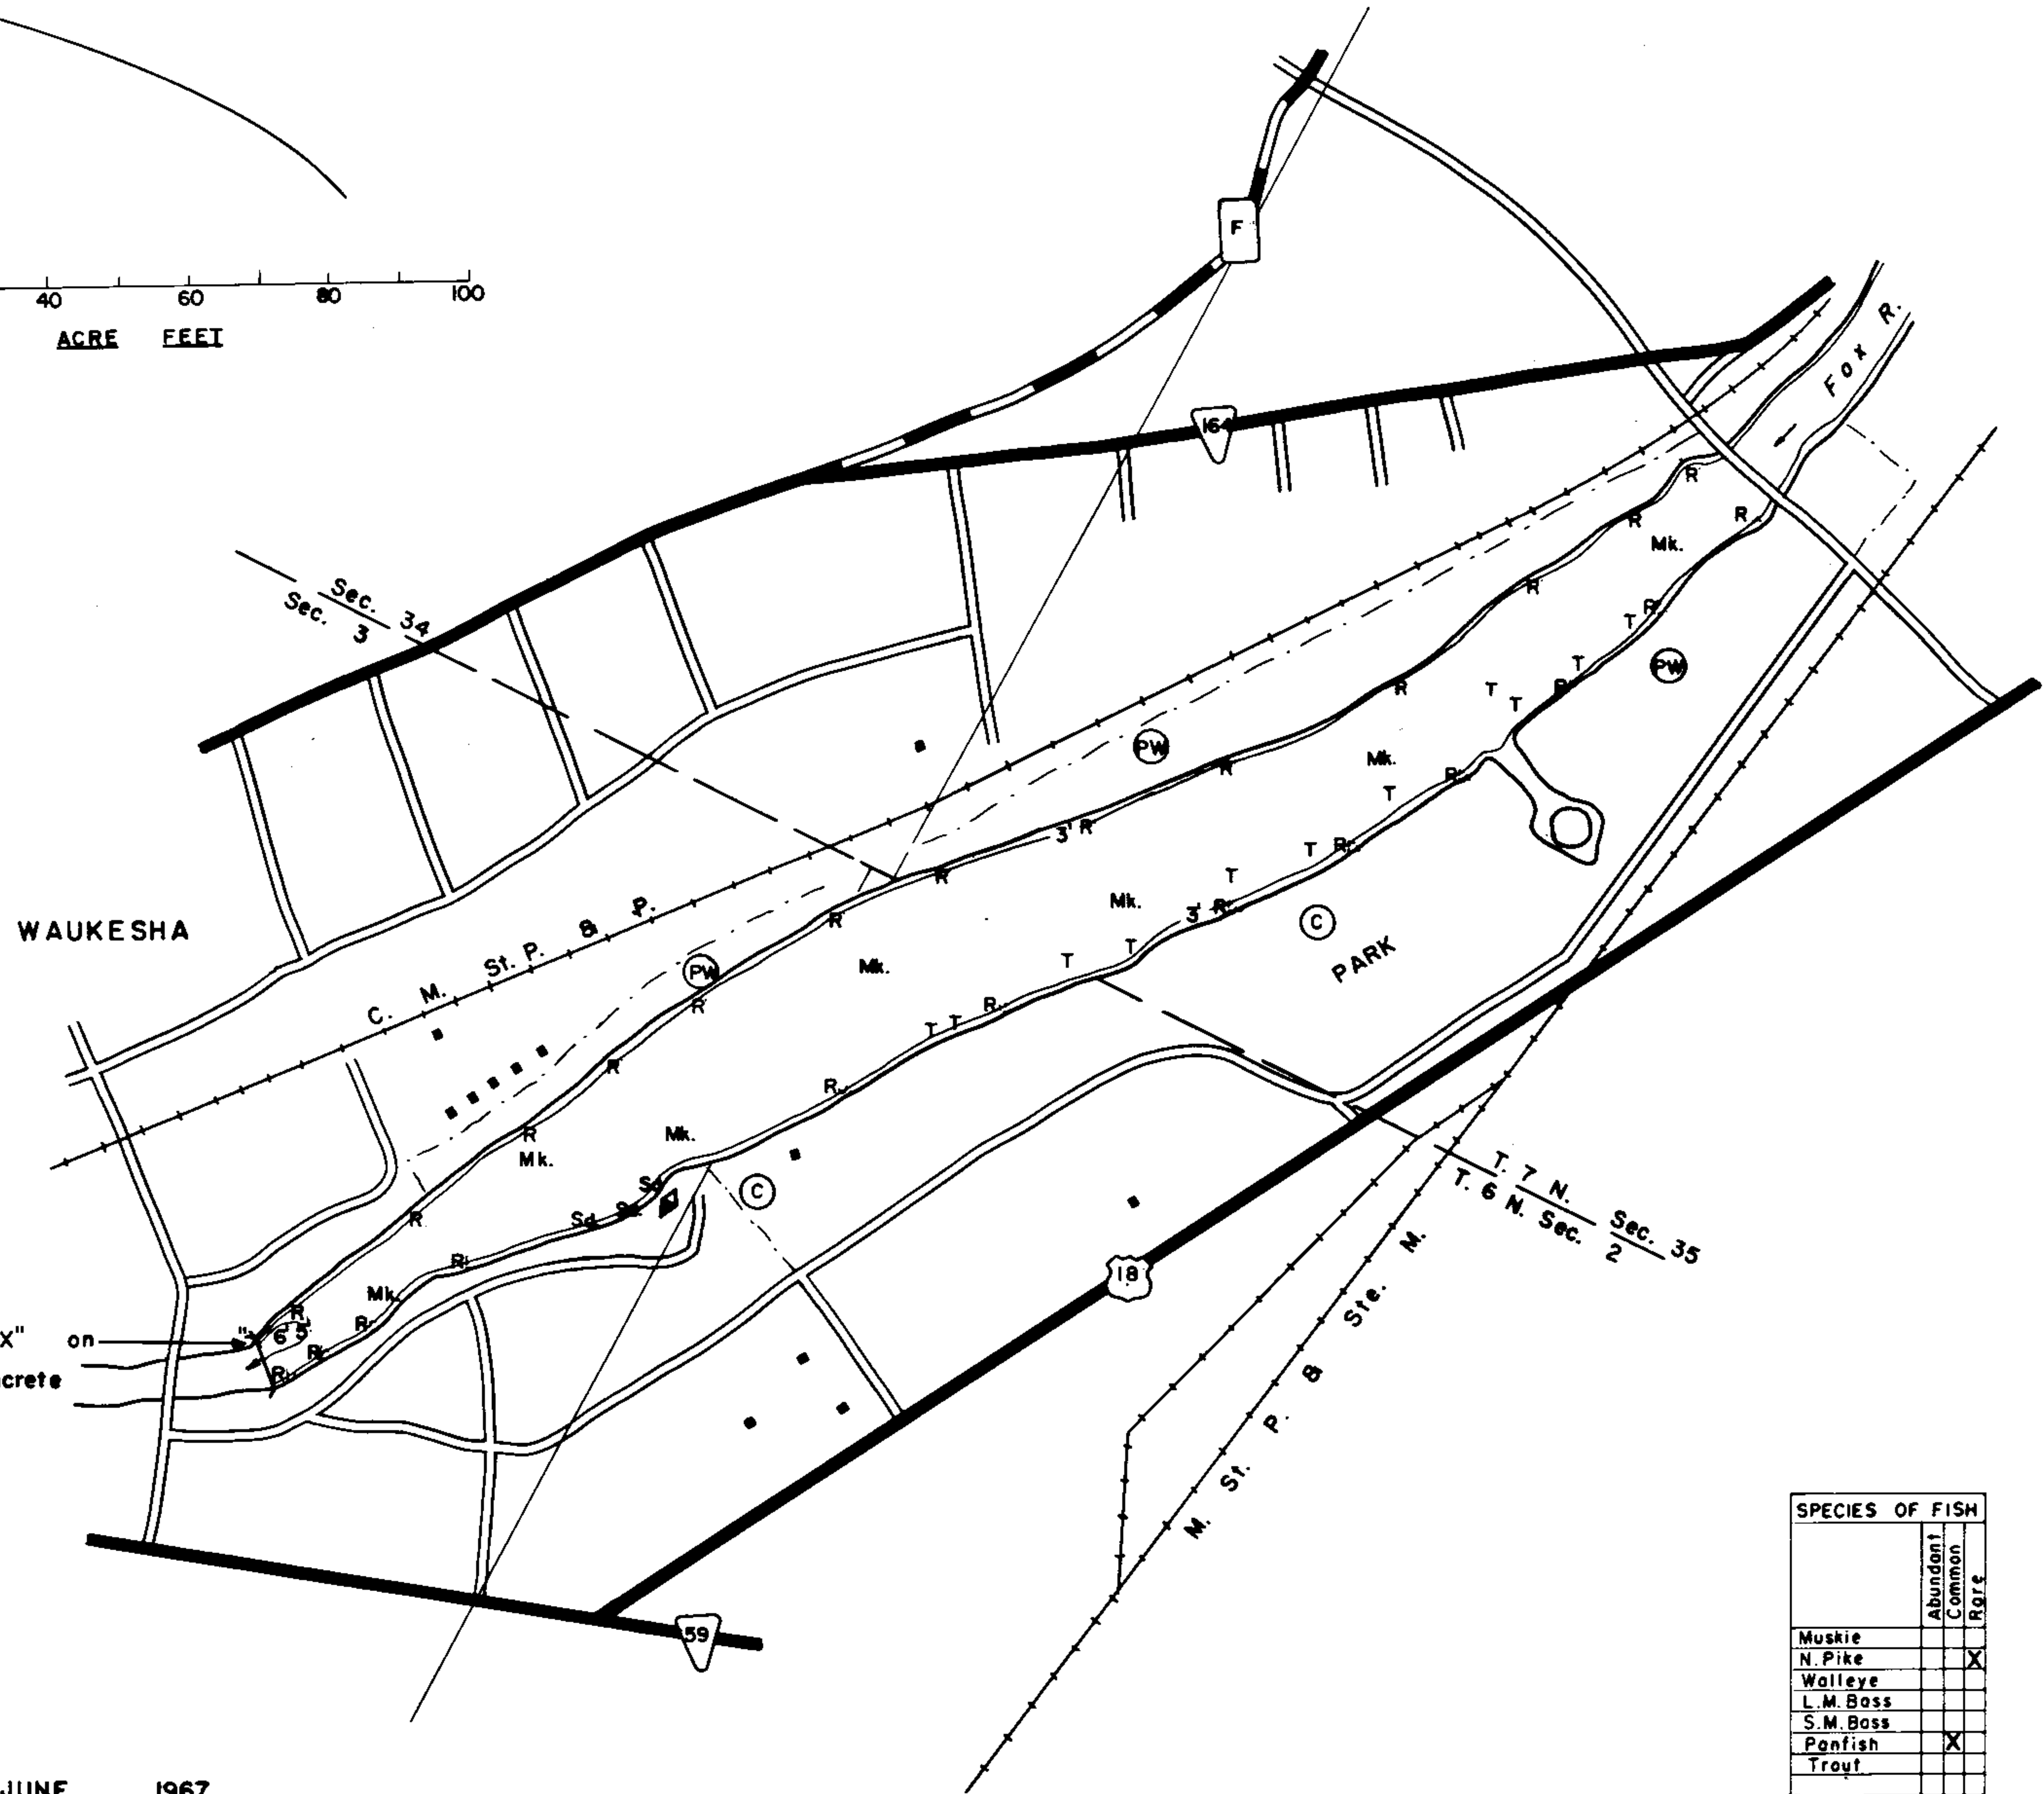 40 60 80 100
ACRE FEET
F
164
FOX R.
Sec. 34
Sec. 3
R
R
R
Mk.
R
R
T
PW
T
R
T
T
R
PW
Mk.
R
T
R
3' R
T
R
R
T
Mk.
3' R
C
PARK
WAUKESHA
C. M. St. P. & P.
R
T
T
Mk.
PW
R
R
T T
R
R
R
Mk.
Mk.
C
Sd.
Sd.
R
R
T. 7 N. Sec. 35
T. 6 N. Sec. 2
18
M. St. P. & Ste. M.
Mk.
R
R
X" on
"X"
6' 5'
R
R
crete
59
SPECIES OF FISH
Abundant
Common
Rare
Muskie
N. Pike X
Walleye
L.M. Bass
S.M. Bass
Panfish X
Trout
JUNE 1967